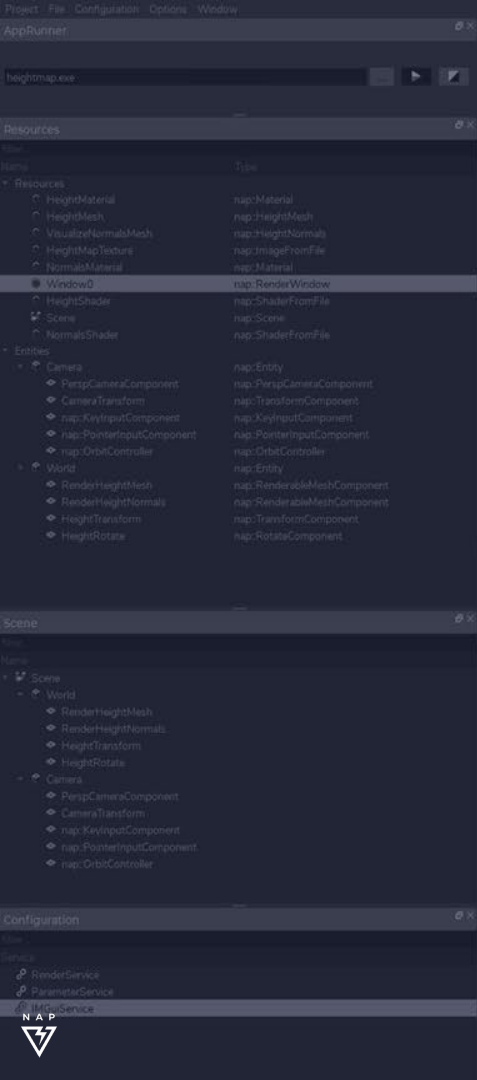 Project File Configuration Options Window
AppRunner
heightmap.exe
Resources
Name Type
Resources
HeightMaterial nap::Material
HeightMesh nap::HeightMesh
VisualizeNormalsMesh nap::HeightNormals
HeightMapTexture nap::ImageFromFile
NormalsMaterial nap::Material
Window0 nap::RenderWindow
HeightShader nap::ShaderFromFile
Scene nap::Scene
NormalsShader nap::ShaderFromFile
Entities
Camera nap::Entity
PerspCameraComponent nap::PerspCameraComponent
CameraTransform nap::TransformComponent
nap::KeyInputComponent nap::KeyInputComponent
nap::PointerInputComponent nap::PointerInputComponent
nap::OrbitController nap::OrbitController
World nap::Entity
RenderHeightMesh nap::RenderableMeshComponent
RenderHeightNormals nap::RenderableMeshComponent
HeightTransform nap::TransformComponent
HeightRotate nap::RotateComponent
Scene
Name
Scene
World
RenderHeightMesh
RenderHeightNormals
HeightTransform
HeightRotate
Camera
PerspCameraComponent
CameraTransform
nap::KeyInputComponent
nap::PointerInputComponent
nap::OrbitController
Configuration
Service
RenderService
ParameterService
IMGuiService
NAP